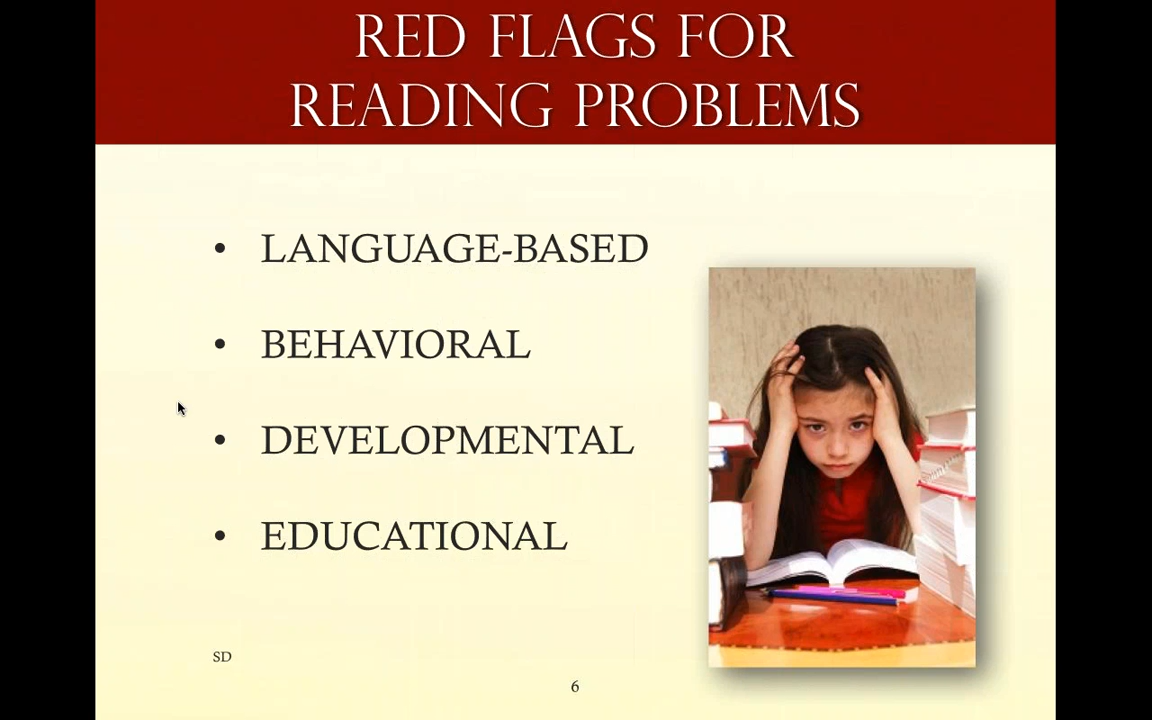 RED FLAGS FOR
READING PROBLEMS
• LANGUAGE-BASED
• BEHAVIORAL
• DEVELOPMENTAL
• EDUCATIONAL
SD
6